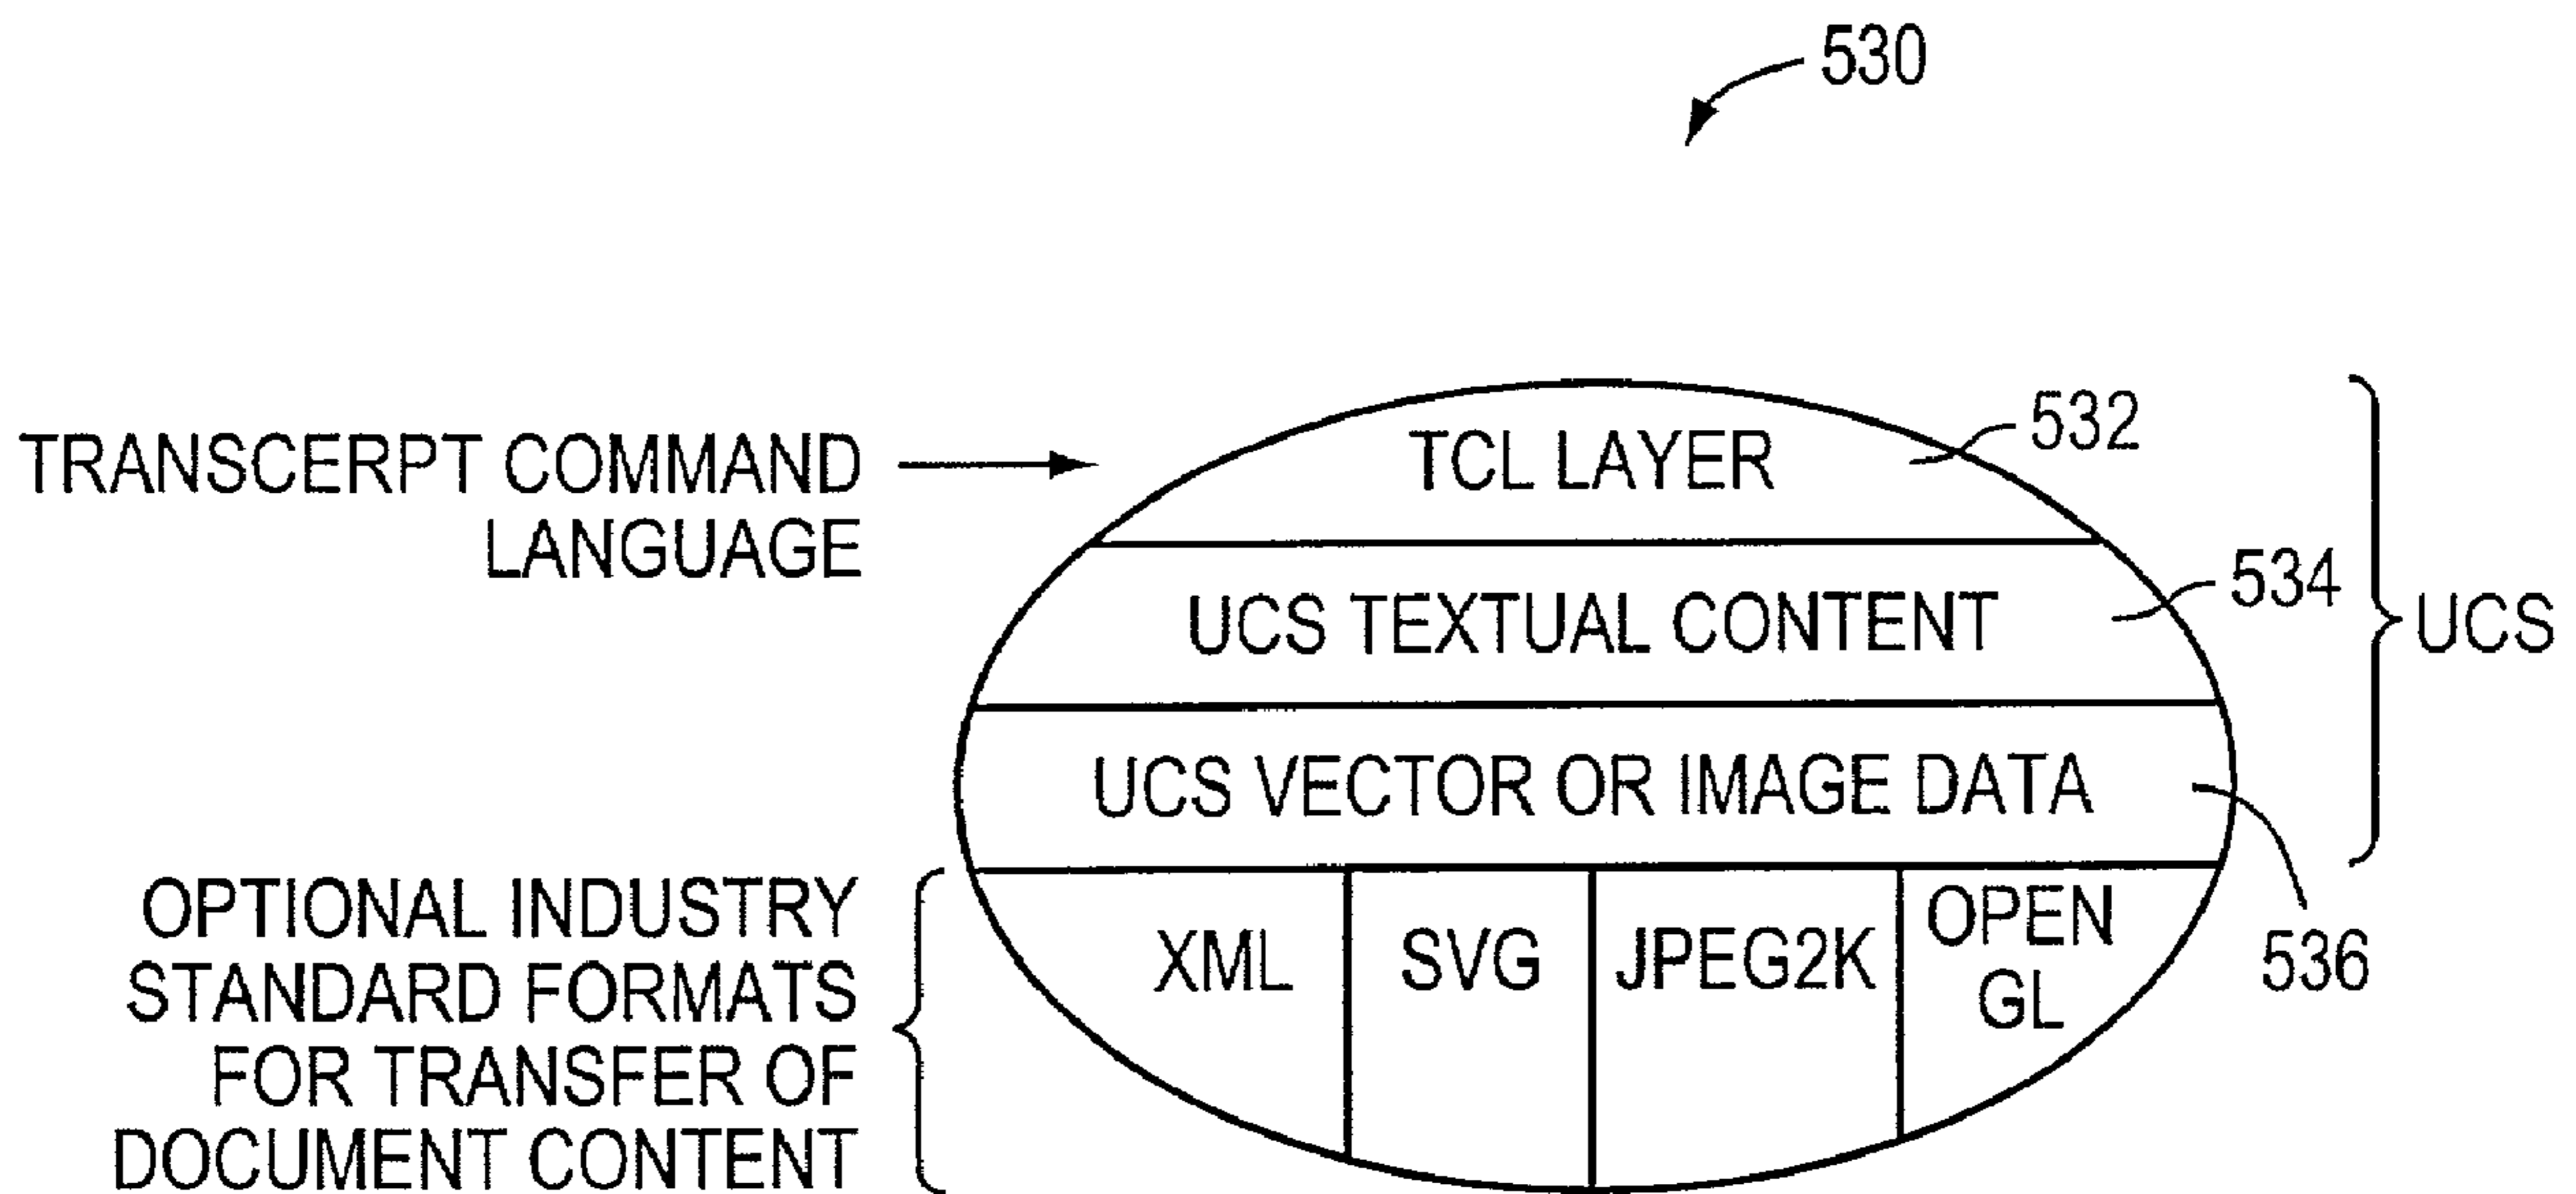 530
TRANSCERPT COMMAND
LANGUAGE
TCL LAYER
532
UCS TEXTUAL CONTENT
534
UCS
UCS VECTOR OR IMAGE DATA
536
OPTIONAL INDUSTRY
STANDARD FORMATS
FOR TRANSFER OF
DOCUMENT CONTENT
XML
SVG
JPEG2K
OPEN
GL